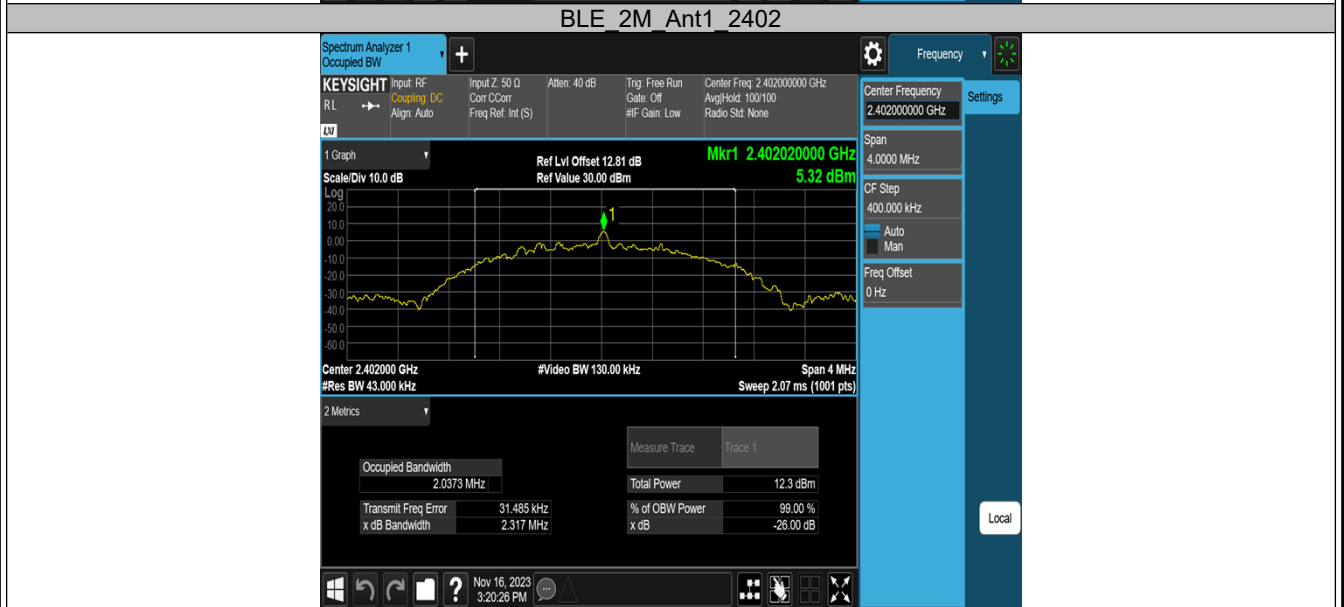 BLE_2M_Ant1_2402
Spectrum Analyzer 1
Occupied BW
+
Frequency
KEYSIGHT
RL
LXI
Input: RF
Coupling: DC
Align: Auto
Input Z: 50 Ω
Corr CCorr
Freq Ref: Int (S)
Atten: 40 dB
Trig: Free Run
Gate: Off
#IF Gain: Low
Center Freq: 2.402000000 GHz
Avg|Hold: 100/100
Radio Std: None
Center Frequency
2.402000000 GHz
Settings
Span
4.0000 MHz
CF Step
400.000 kHz
Auto
Man
Freq Offset
0 Hz
Local
1 Graph
Scale/Div 10.0 dB
Ref Lvl Offset 12.81 dB
Ref Value 30.00 dBm
Mkr1 2.402020000 GHz
5.32 dBm
Log
20.0
10.0
0.00
-10.0
-20.0
-30.0
-40.0
-50.0
-60.0
1
Center 2.402000 GHz
#Video BW 130.00 kHz
Span 4 MHz
#Res BW 43.000 kHz
Sweep 2.07 ms (1001 pts)
2 Metrics
Measure Trace Trace 1
Occupied Bandwidth
2.0373 MHz
Total Power 12.3 dBm
Transmit Freq Error 31.485 kHz
% of OBW Power 99.00 %
x dB Bandwidth 2.317 MHz
x dB -26.00 dB
?
Nov 16, 2023
3:20:26 PM